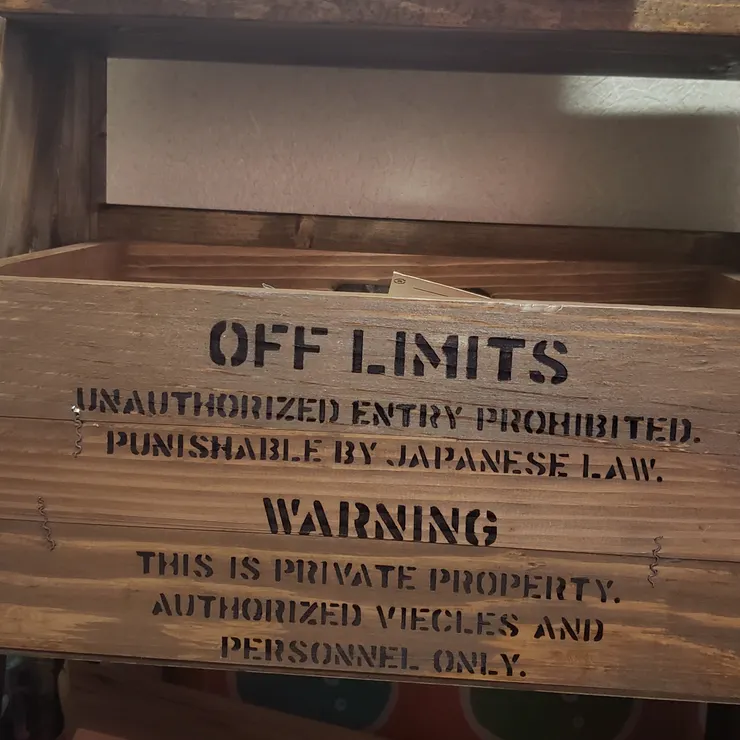 OFF LIMITS
UNAUTHORIZED ENTRY PROHIBITED.
PUNISHABLE BY JAPANESE LAW.
WARNING
THIS IS PRIVATE PROPERTY.
AUTHORIZED VIECLES AND
PERSONNEL ONLY.